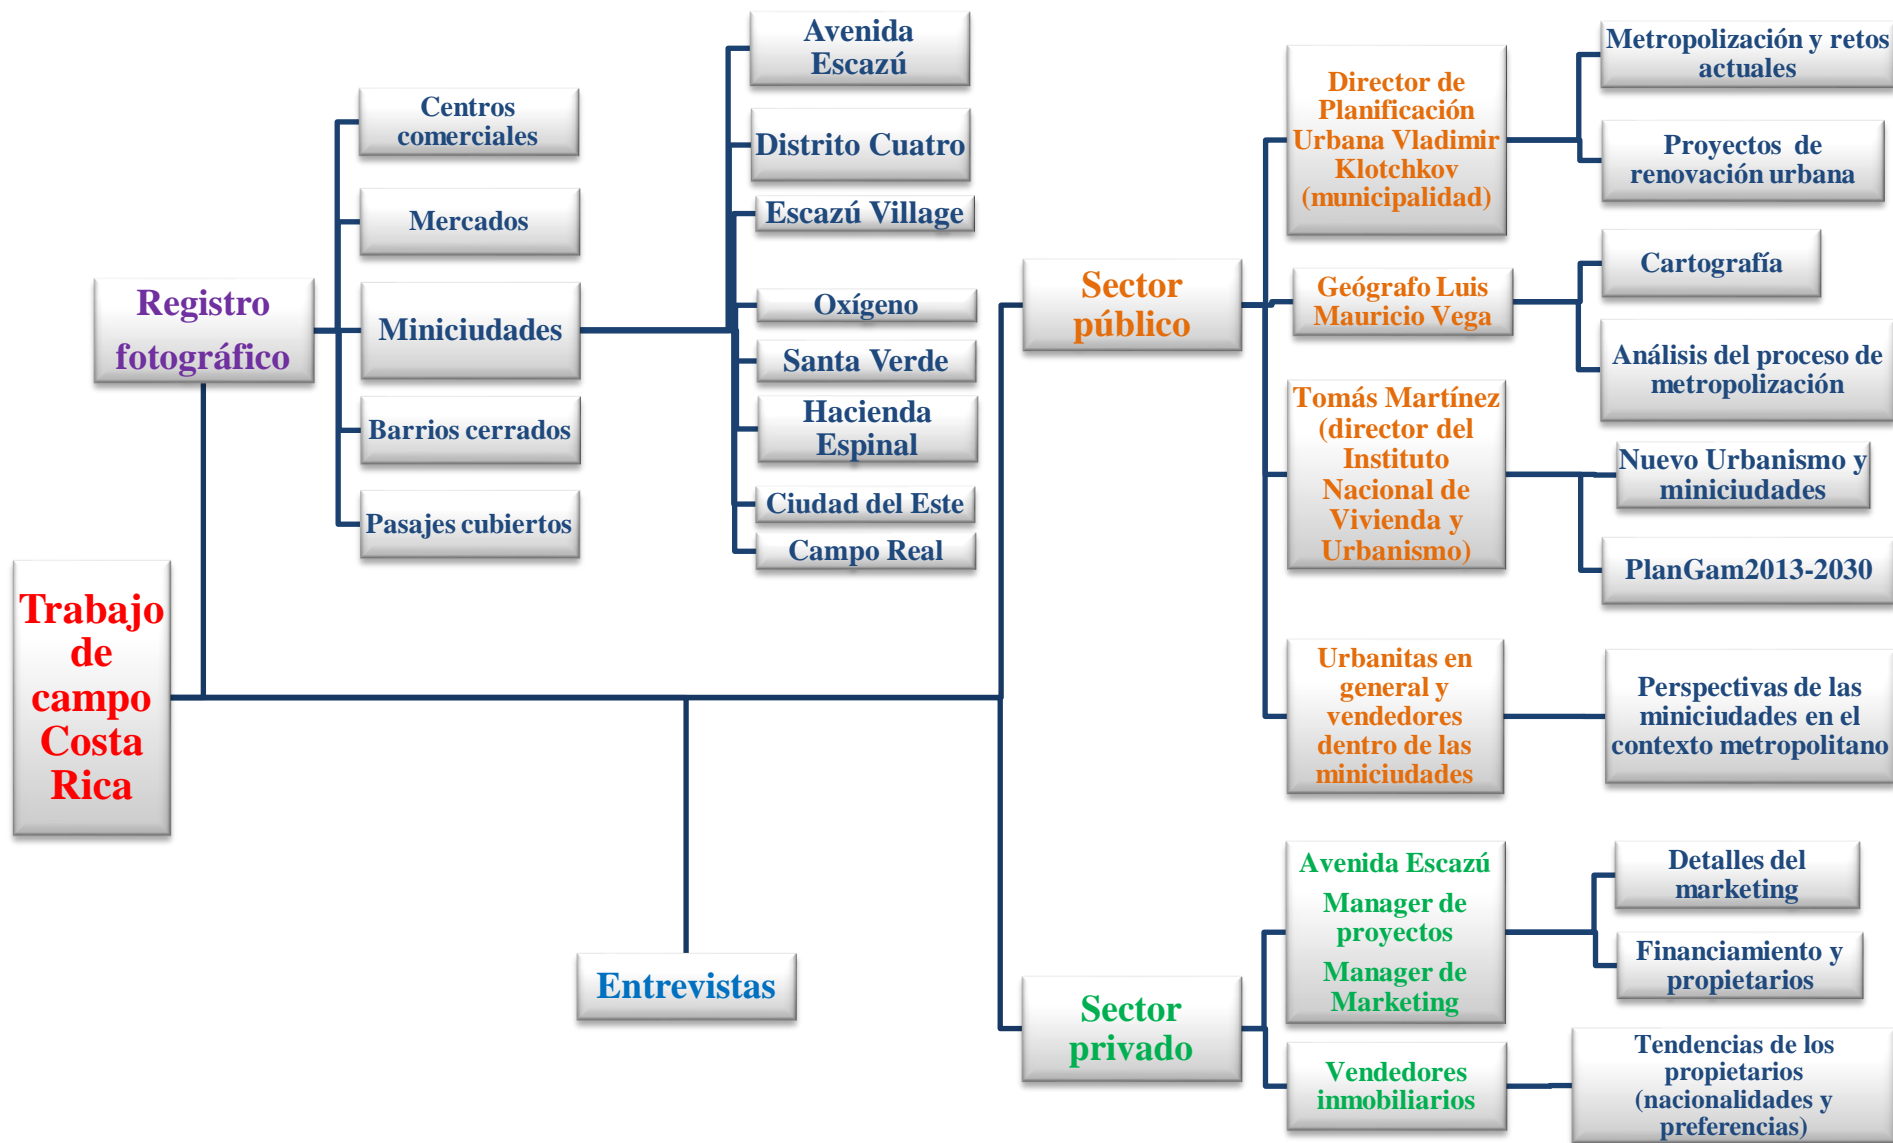 Trabajo
de
campo
Costa
Rica
Registro
fotográfico
Centros
comerciales
Mercados
Miniciudades
Barrios cerrados
Pasajes cubiertos
Avenida
Escazú
Distrito Cuatro
Escazú Village
Oxígeno
Santa Verde
Hacienda
Espinal
Ciudad del Este
Campo Real
Entrevistas
Sector
público
Director de
Planificación
Urbana Vladimir
Klotchkov
(municipalidad)
Metropolización y retos
actuales
Proyectos de
renovación urbana
Geógrafo Luis
Mauricio Vega
Cartografía
Análisis del proceso de
metropolización
Tomás Martínez
(director del
Instituto
Nacional de
Vivienda y
Urbanismo)
Nuevo Urbanismo y
miniciudades
PlanGam2013-2030
Urbanitas en
general y
vendedores
dentro de las
miniciudades
Perspectivas de las
miniciudades en el
contexto metropolitano
Sector
privado
Avenida Escazú
Manager de
proyectos
Manager de
Marketing
Detalles del
marketing
Financiamiento y
propietarios
Vendedores
inmobiliarios
Tendencias de los
propietarios
(nacionalidades y
preferencias)